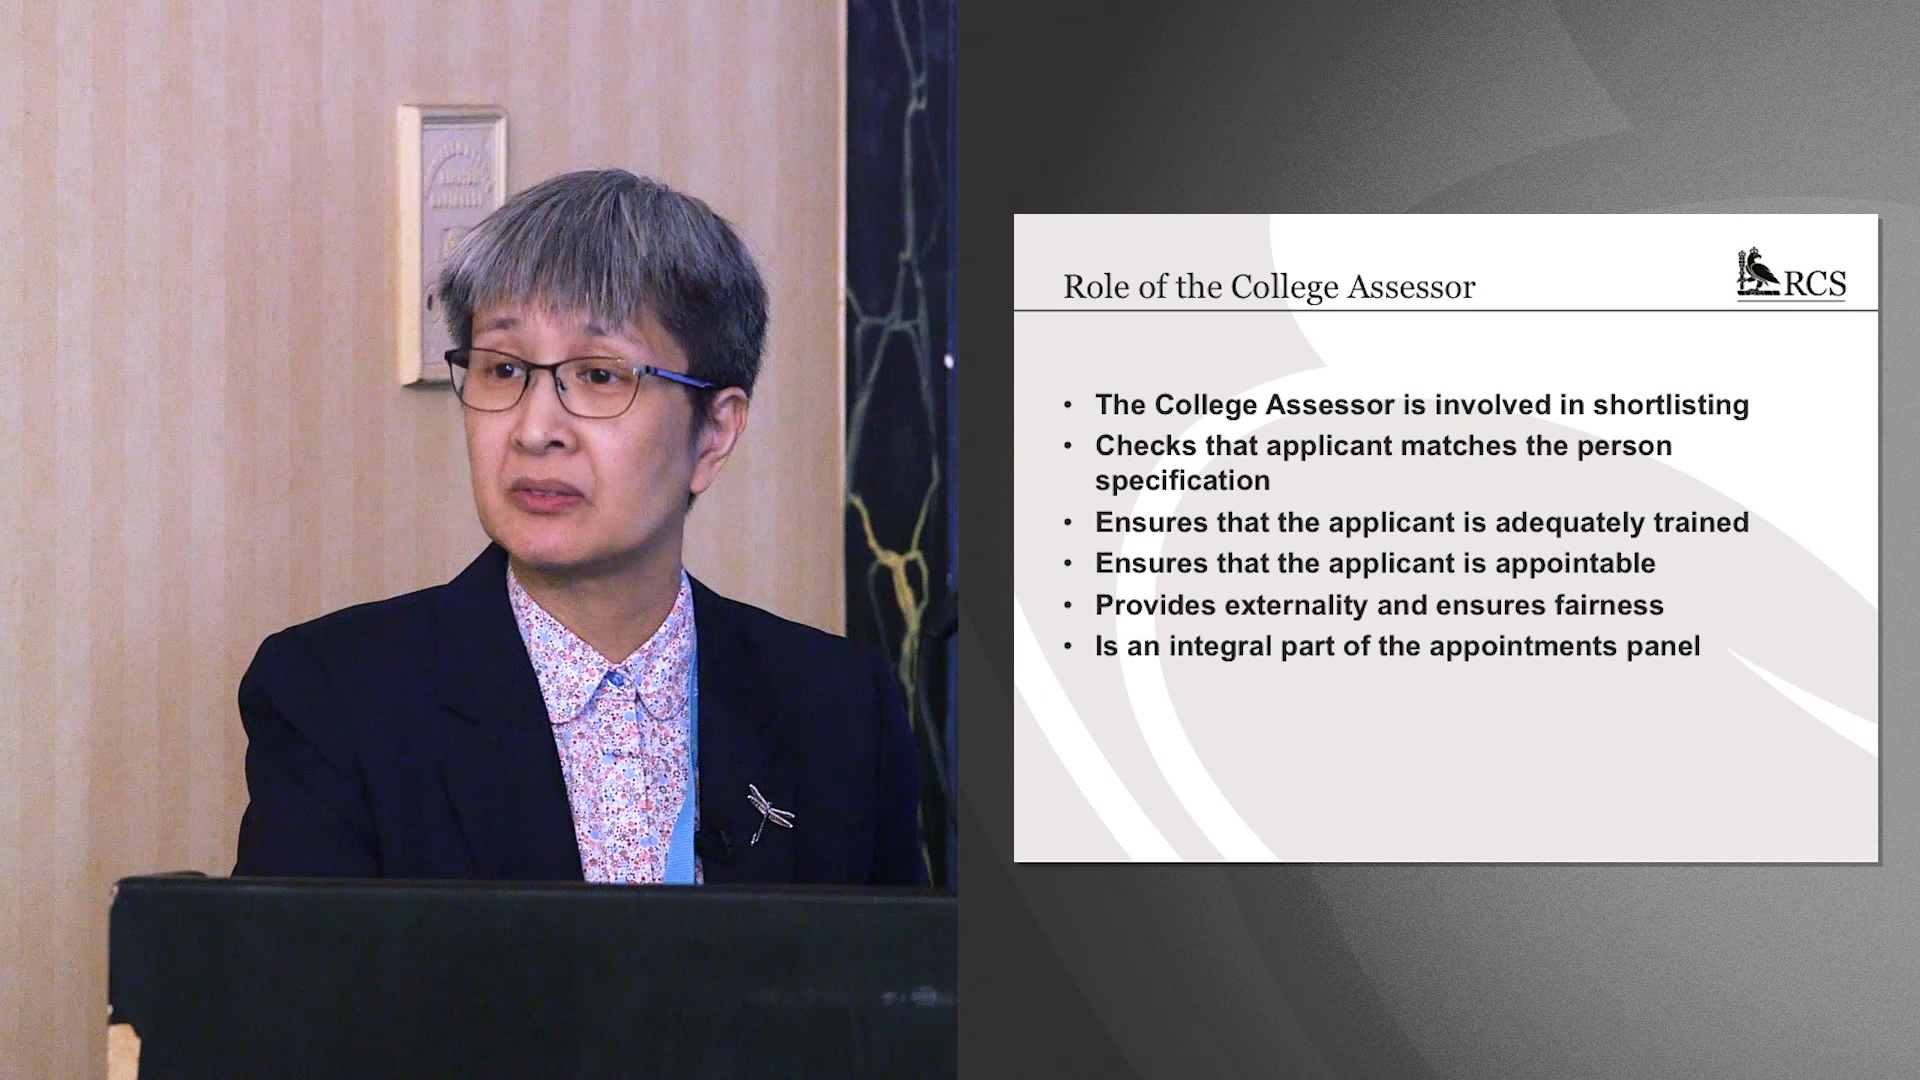 Role of the College Assessor
RCS
• The College Assessor is involved in shortlisting
• Checks that applicant matches the person
specification
• Ensures that the applicant is adequately trained
• Ensures that the applicant is appointable
• Provides externality and ensures fairness
• Is an integral part of the appointments panel